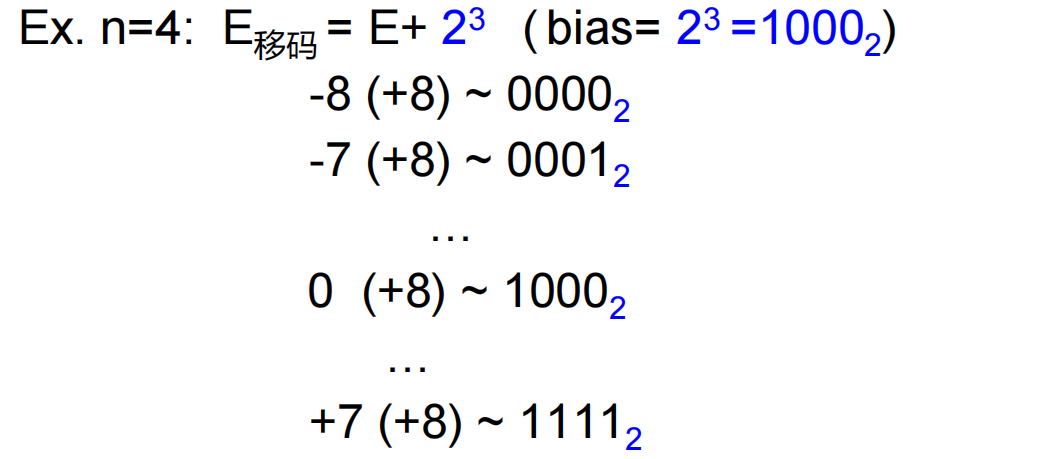 Ex. n=4: E移码 = E+ 2³ (bias= 2³ =1000₂)
-8 (+8) ~ 0000₂
-7 (+8) ~ 0001₂
...
0 (+8) ~ 1000₂
...
+7 (+8) ~ 1111₂